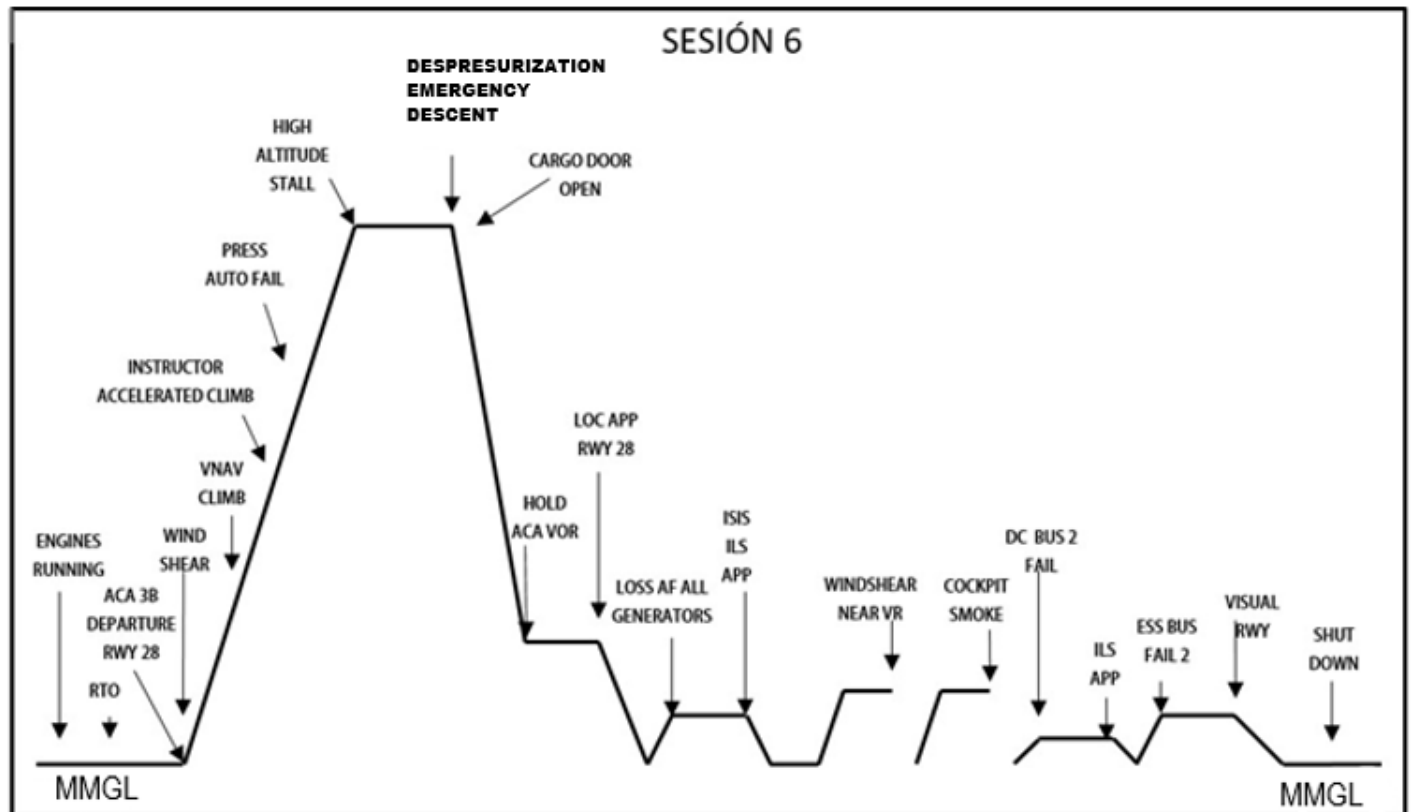 SESIÓN 6
DESPRESURIZATION
EMERGENCY
DESCENT
HIGH
ALTITUDE
STALL
CARGO DOOR
OPEN
PRESS
AUTO FAIL
INSTRUCTOR
ACCELERATED CLIMB
VNAV
CLIMB
WIND
SHEAR
ENGINES
RUNNING
ACA 3B
DEPARTURE
RWY 28
RTO
LOC APP
RWY 28
HOLD
ACA VOR
LOSS AF ALL
GENERATORS
ISIS
ILS
APP
WINDSHEAR
NEAR VR
COCKPIT
SMOKE
DC BUS 2
FAIL
ILS
APP
ESS BUS
FAIL 2
VISUAL
RWY
SHUT
DOWN
MMGL
MMGL